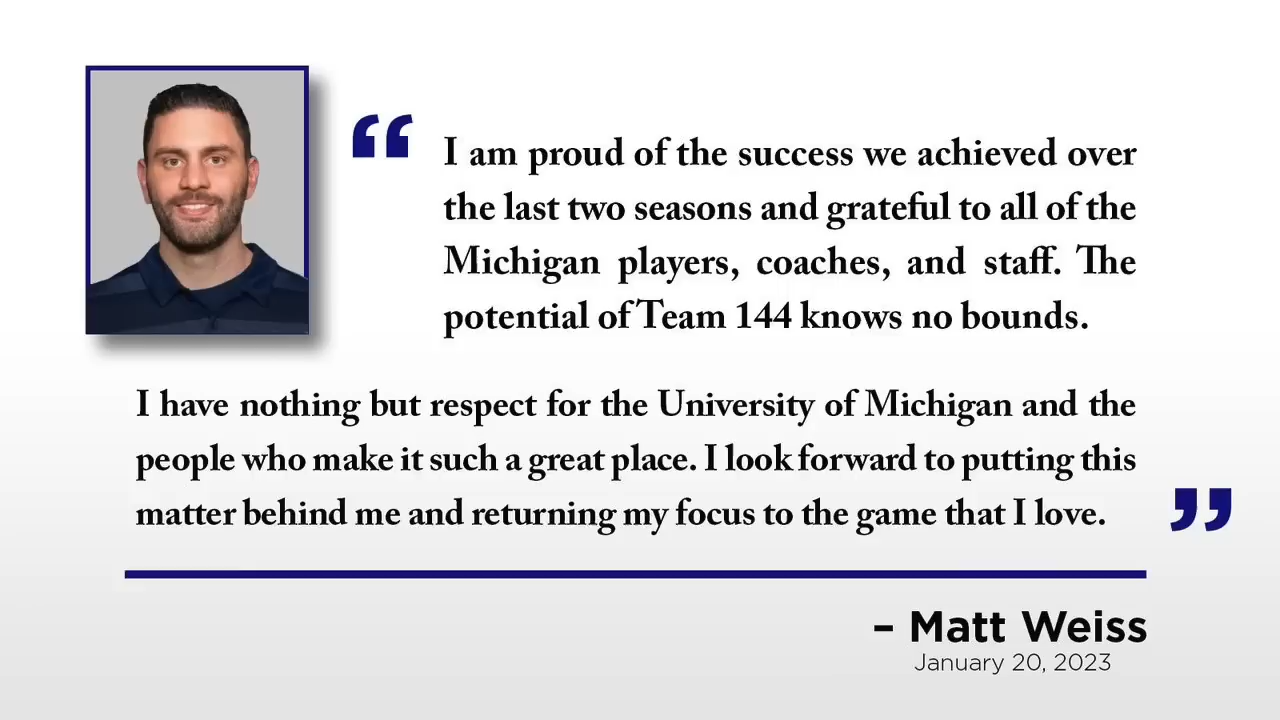 “ I am proud of the success we achieved over
the last two seasons and grateful to all of the
Michigan players, coaches, and staff. The
potential of Team 144 knows no bounds.
I have nothing but respect for the University of Michigan and the
people who make it such a great place. I look forward to putting this
matter behind me and returning my focus to the game that I love. ”
– Matt Weiss
January 20, 2023